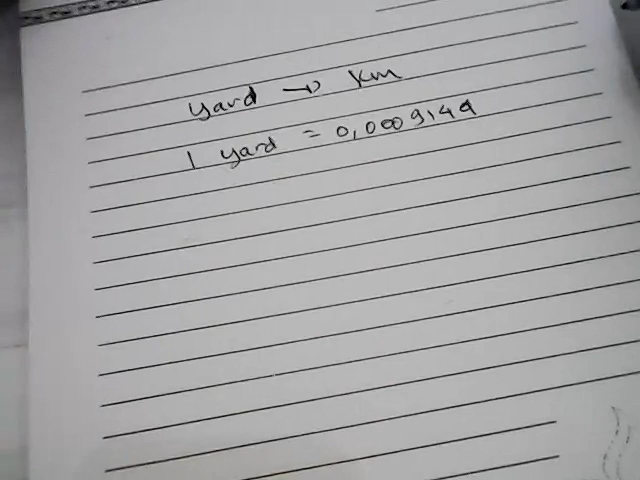 yard → km
1 yard = 0,0009144